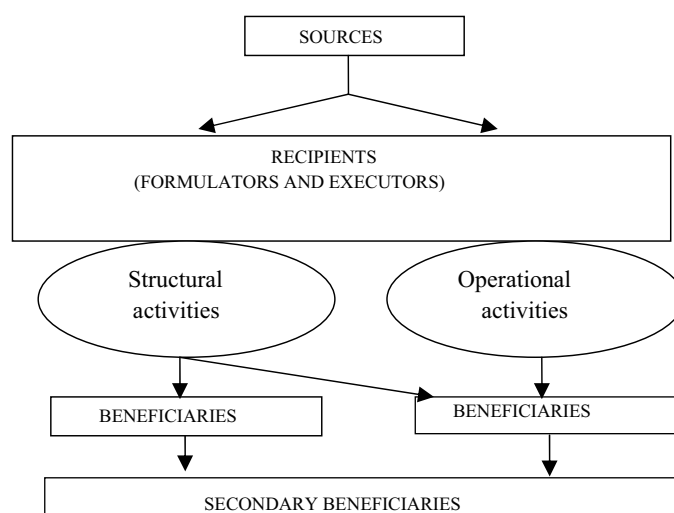 SOURCES
RECIPIENTS
(FORMULATORS AND EXECUTORS)
Structural
activities
Operational
activities
BENEFICIARIES
BENEFICIARIES
SECONDARY BENEFICIARIES